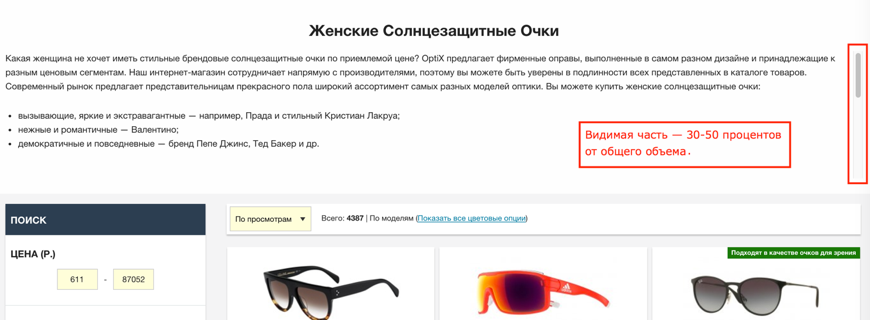 Женские Солнцезащитные Очки
Какая женщина не хочет иметь стильные брендовые солнцезащитные очки по приемлемой цене? OptiX предлагает фирменные оправы, выполненные в самом разном дизайне и принадлежащие к
разным ценовым сегментам. Наш интернет-магазин сотрудничает напрямую с производителями, поэтому вы можете быть уверены в подлинности всех представленных в каталоге товаров.
Современный рынок предлагает представительницам прекрасного пола широкий ассортимент самых разных моделей оптики. Вы можете купить женские солнцезащитные очки:
• вызывающие, яркие и экстравагантные — например, Прада и стильный Кристиан Лакруа;
• нежные и романтичные — Валентино;
• демократичные и повседневные — бренд Пепе Джинс, Тед Бакер и др.
Видимая часть — 30-50 процентов
от общего объема.
ПОИСК
По просмотрам
Всего: 4387 | По моделям (Показать все цветовые опции)
ЦЕНА (Р.)
611 - 87052
Подходят в качестве очков для зрения
adidas